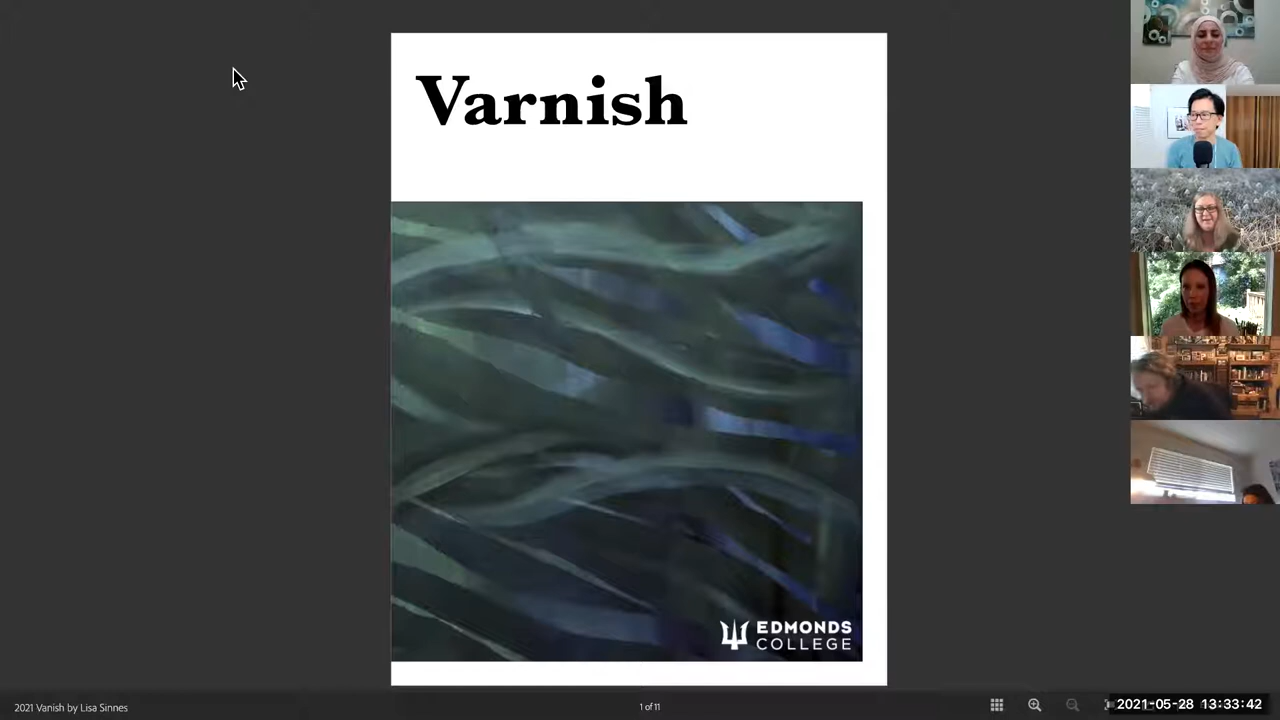 Varnish
EDMONDS
COLLEGE
2021 Vanish by Lisa Sinnes
1 of 11
2021-05-28 13:33:42